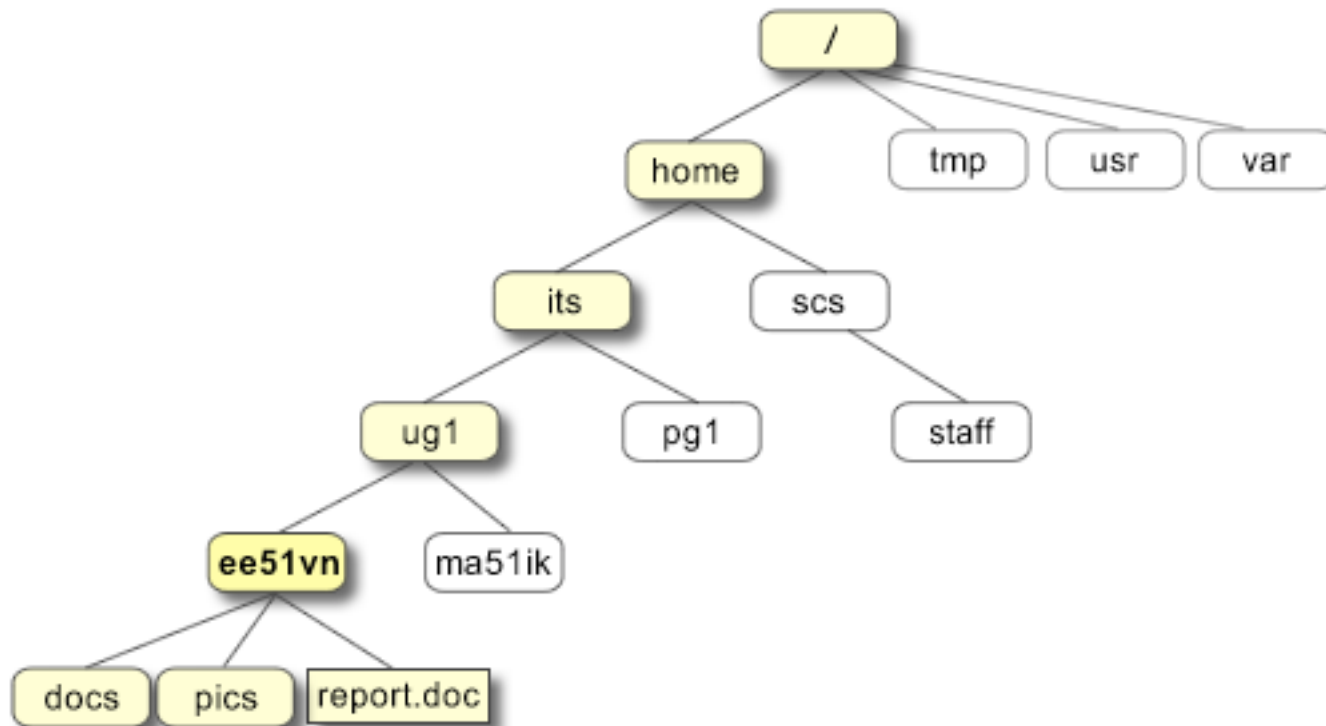 /
home
tmp
usr
var
its
scs
ug1
pg1
staff
ee51vn
ma51ik
docs
pics
report.doc